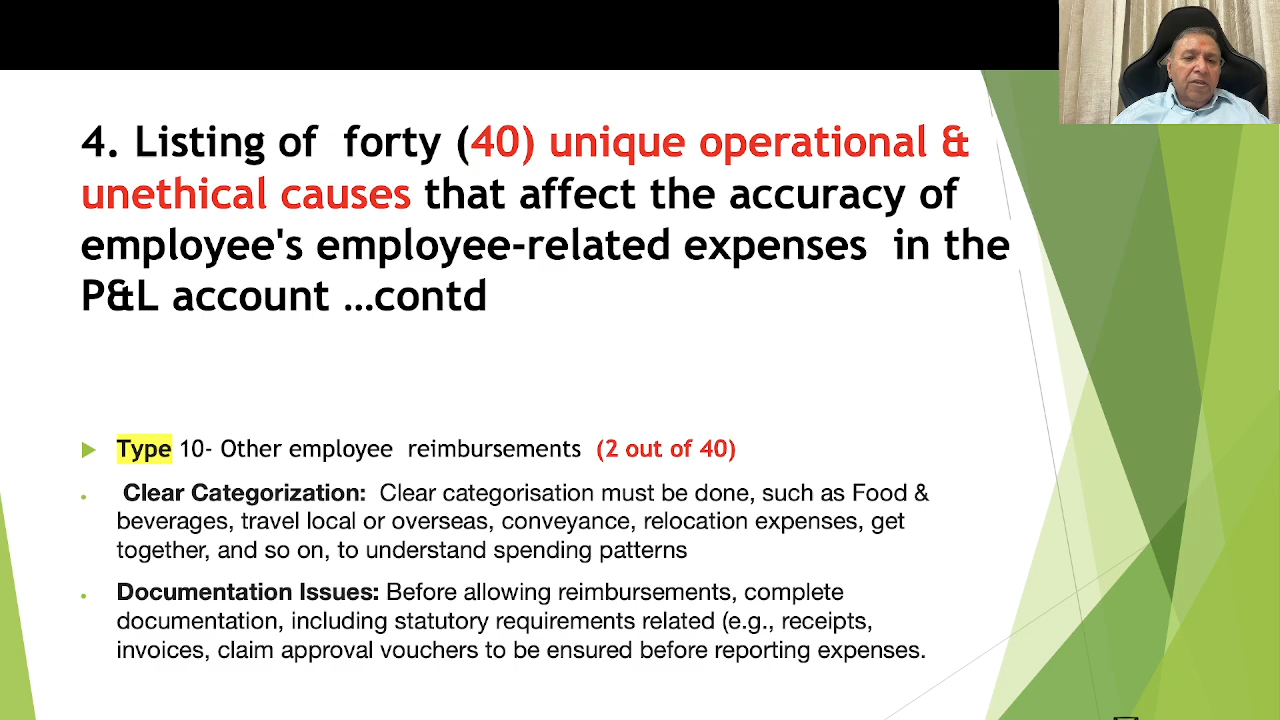 4. Listing of forty (40) unique operational &
unethical causes that affect the accuracy of
employee's employee-related expenses in the
P&L account ...contd
Type 10- Other employee reimbursements (2 out of 40)
Clear Categorization: Clear categorisation must be done, such as Food &
beverages, travel local or overseas, conveyance, relocation expenses, get
together, and so on, to understand spending patterns
Documentation Issues: Before allowing reimbursements, complete
documentation, including statutory requirements related (e.g., receipts,
invoices, claim approval vouchers to be ensured before reporting expenses.